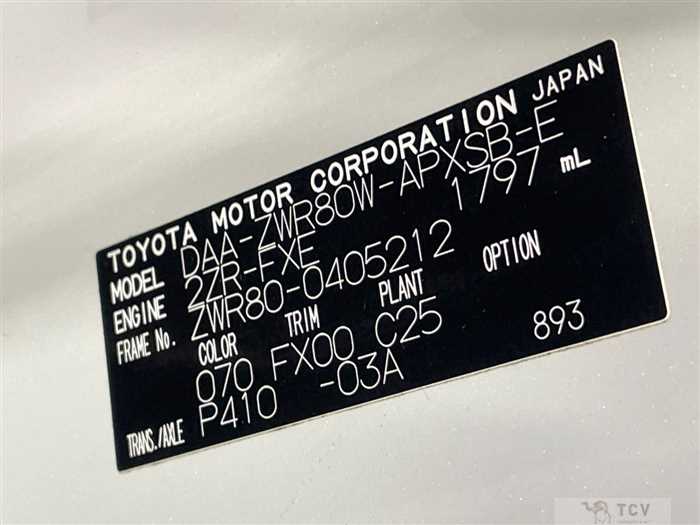 TOYOTA MOTOR CORPORATION JAPAN
MODEL DAA-ZWR80W-APXSB-E
ENGINE 2ZR-FXE 1797 mL
FRAME No. ZWR80-0405212
COLOR TRIM PLANT OPTION
070 FX00 C25 893
TRANS./AXLE P410 -03A
TCV